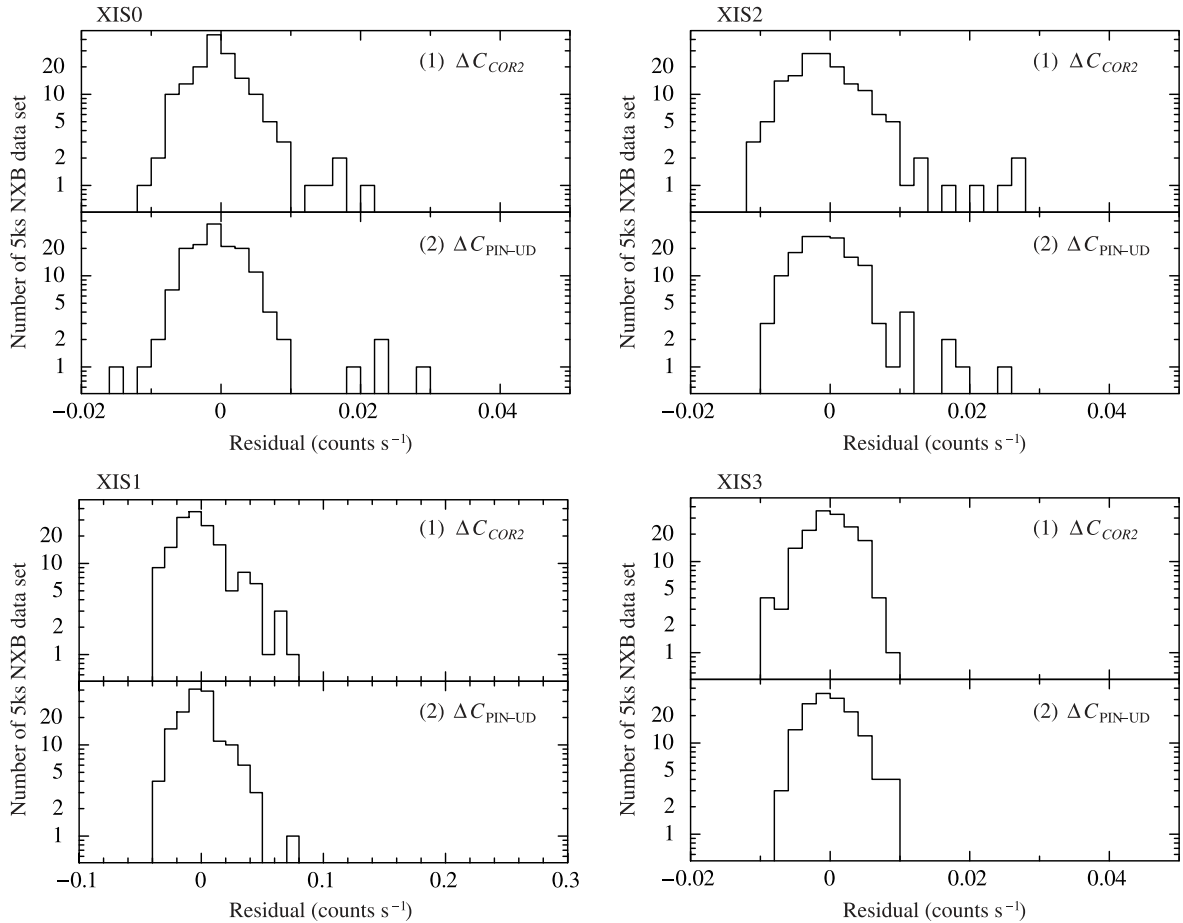 XIS0
Number of 5ks NXB data set
20
10
5
2
1
(1) ΔC_COR2
20
10
5
2
1
(2) ΔC_PIN–UD
−0.02 0 0.02 0.04
Residual (counts s⁻¹)
XIS2
Number of 5ks NXB data set
20
10
5
2
1
(1) ΔC_COR2
20
10
5
2
1
(2) ΔC_PIN–UD
−0.02 0 0.02 0.04
Residual (counts s⁻¹)
XIS1
Number of 5ks NXB data set
20
10
5
2
1
(1) ΔC_COR2
20
10
5
2
1
(2) ΔC_PIN–UD
−0.1 0 0.1 0.2 0.3
Residual (counts s⁻¹)
XIS3
Number of 5ks NXB data set
20
10
5
2
1
(1) ΔC_COR2
20
10
5
2
1
(2) ΔC_PIN–UD
−0.02 0 0.02 0.04
Residual (counts s⁻¹)